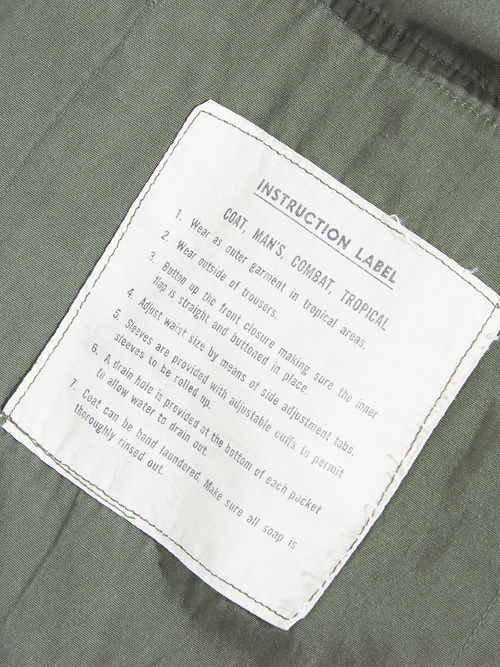 INSTRUCTION LABEL
COAT, MAN'S, COMBAT, TROPICAL
1. Wear as outer garment in tropical areas.
2. Wear outside of trousers.
3. Button up the front closure making sure the inner
flap is straight and buttoned in place.
4. Adjust waist size by means of side adjustment tabs.
5. Sleeves are provided with adjustable cuffs to permit
sleeves to be rolled up.
6. A drain hole is provided at the bottom of each pocket
to allow water to drain out.
7. Coat can be hand laundered. Make sure all soap is
thoroughly rinsed out.